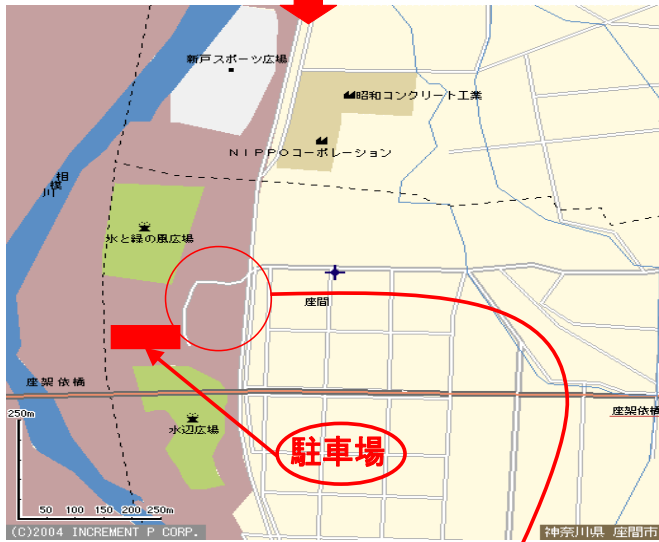 新戸スポーツ広場
昭和コンクリート工業
NIPPOコーポレーション
相模川
水と緑の風広場
座間
座架依橋
座架依橋
水辺広場
駐車場
250m
50 100 150 200 250m
(C)2004 INCREMENT P CORP.
神奈川県 座間市